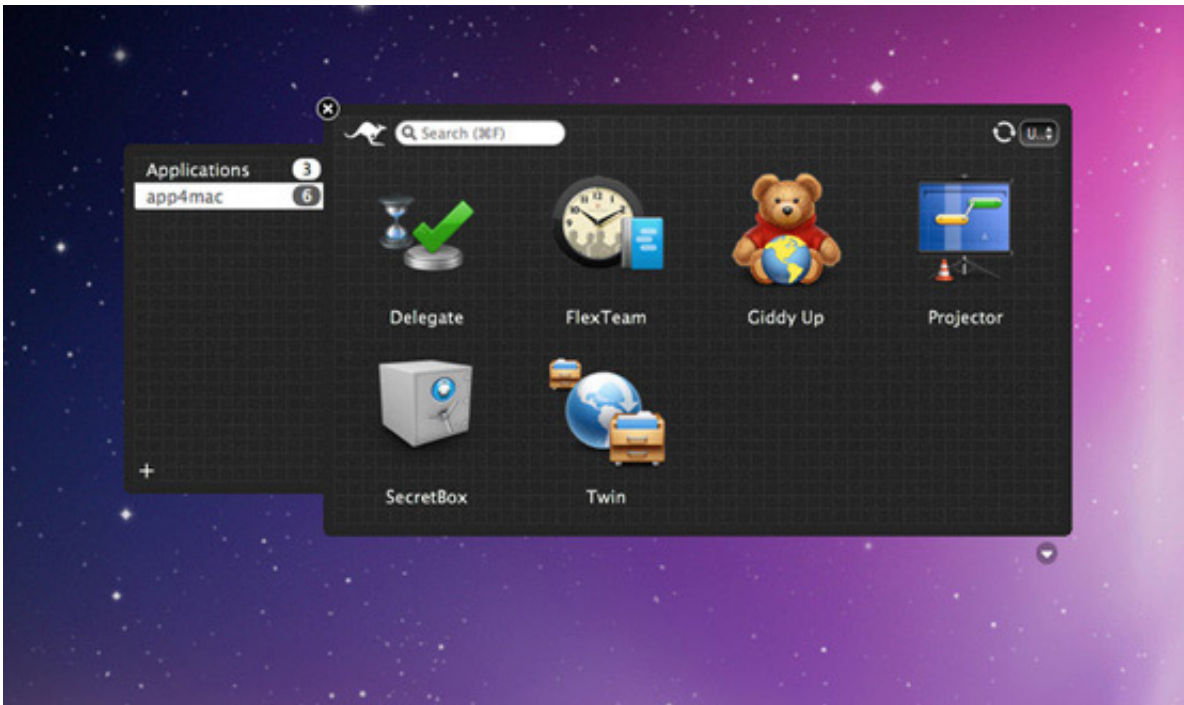 Search (⌘F)
U...
Applications 3
app4mac 6
Delegate
FlexTeam
Giddy Up
Projector
SecretBox
Twin